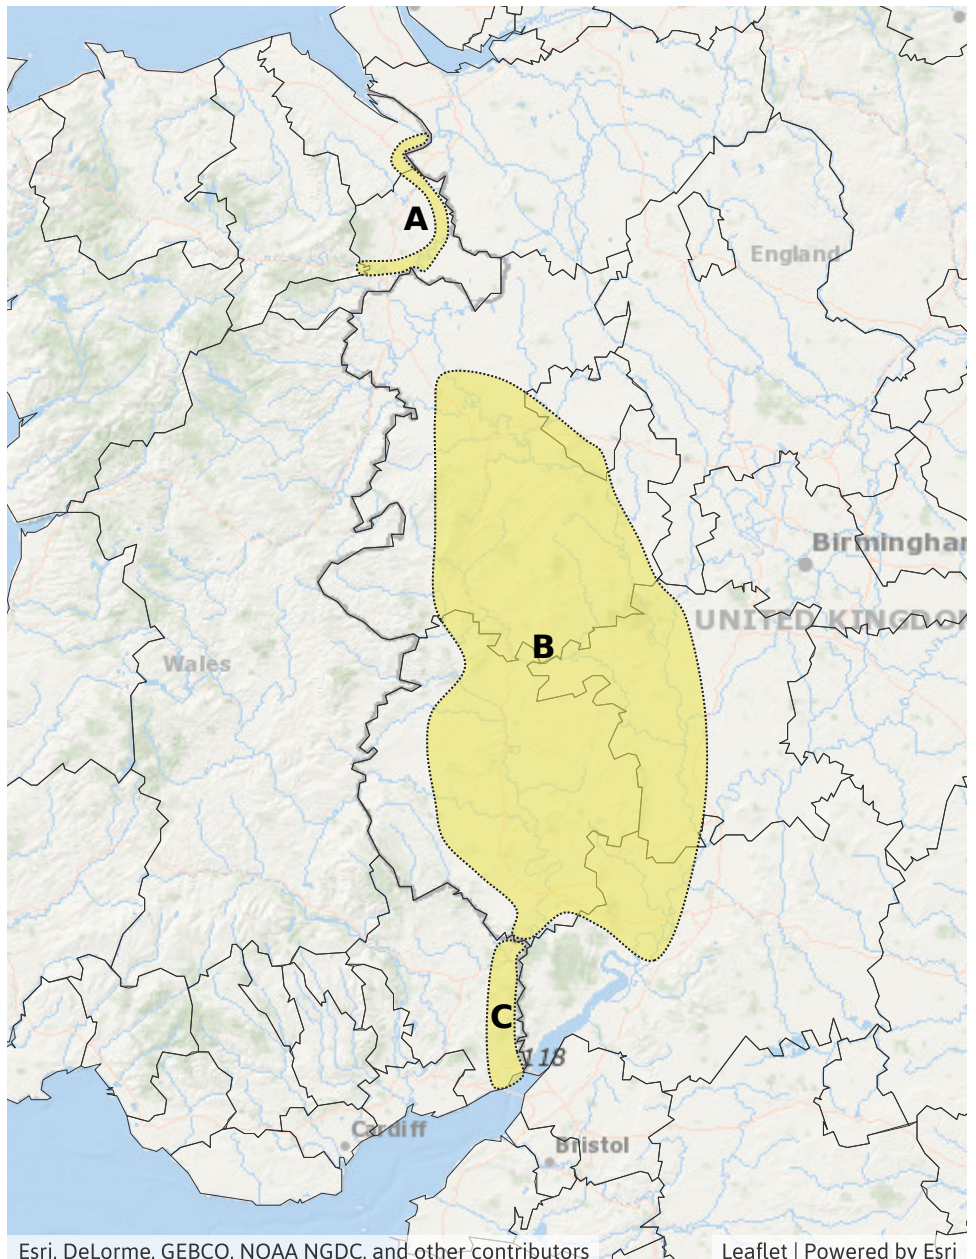 A
England
Birmingham
UNITED KINGDOM
B
Wales
C
118
Cardiff
Bristol
Esri, DeLorme, GEBCO, NOAA NGDC, and other contributors
Leaflet | Powered by Esri